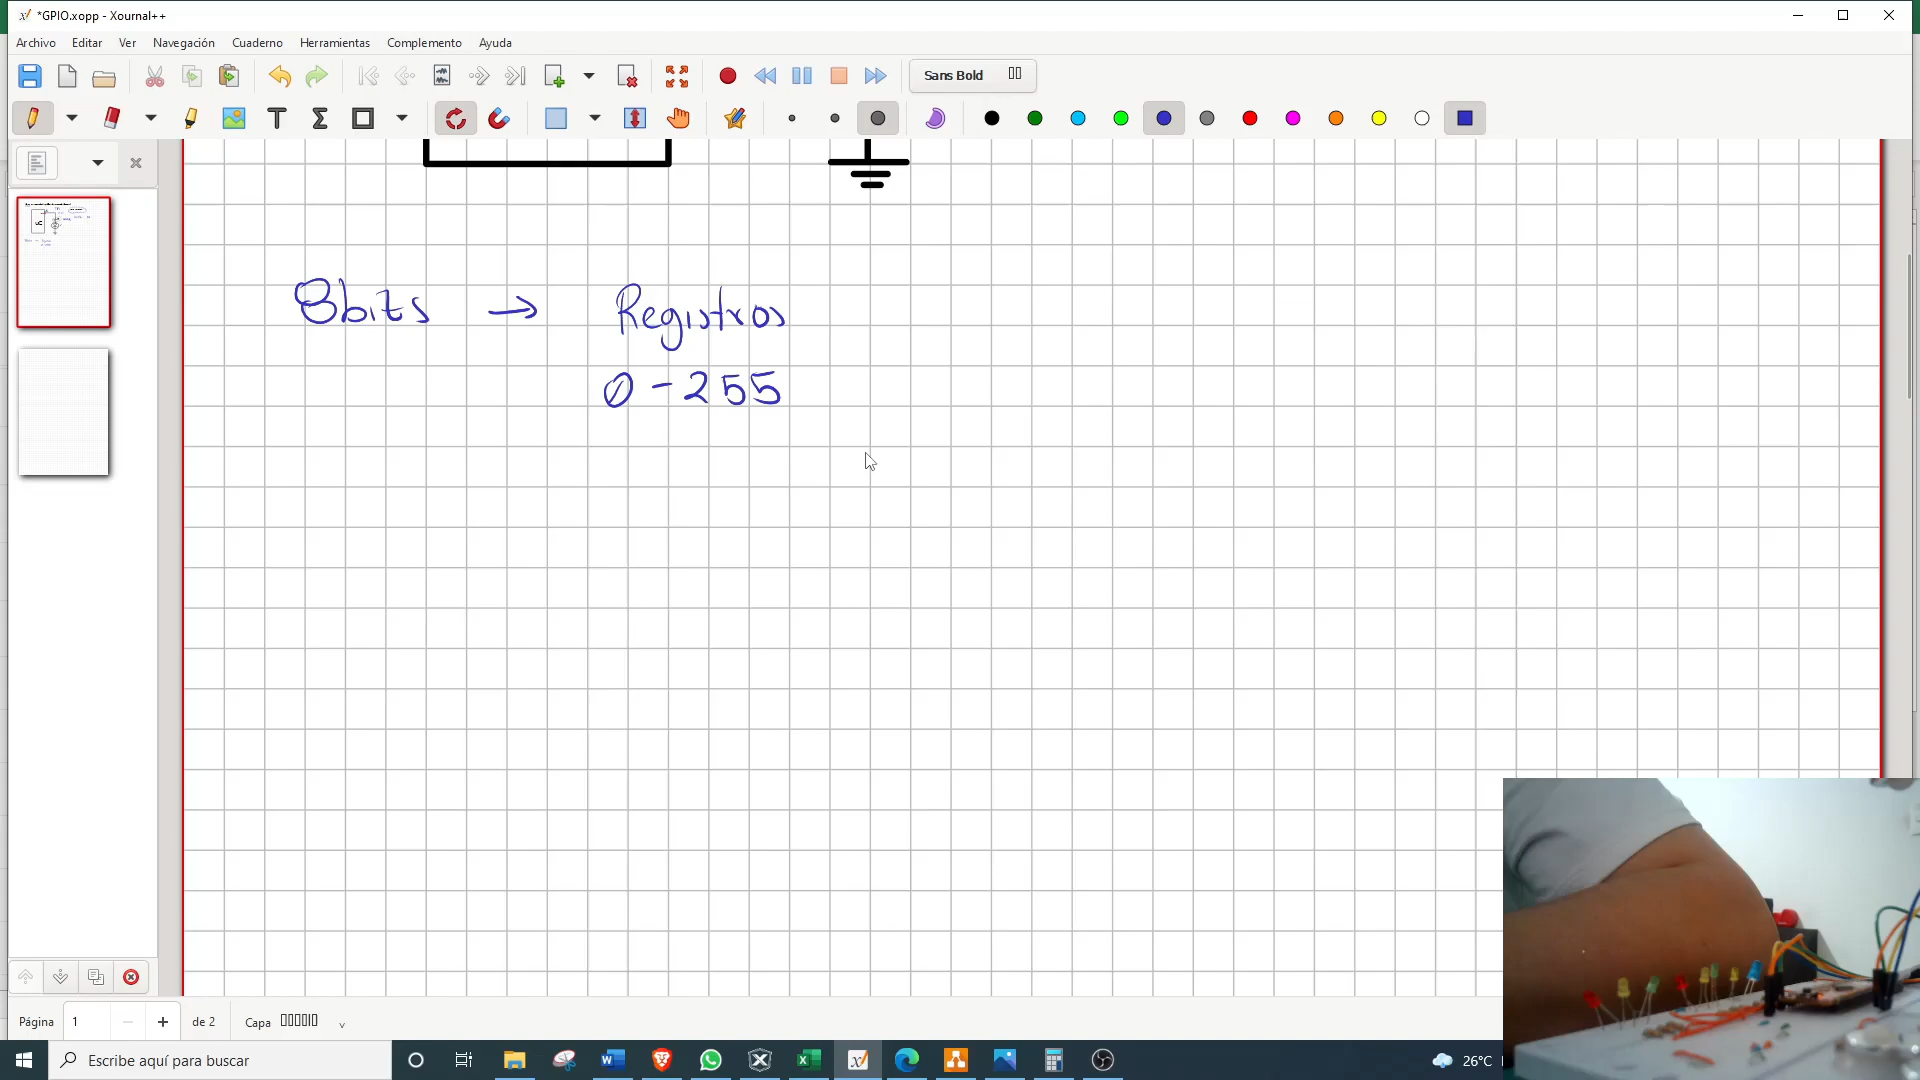 *GPIO.xopp - Xournal++
Archivo Editar Ver Navegación Cuaderno Herramientas Complemento Ayuda
Sans Bold
8bits → Registros
0 - 255
Página 1 de 2 Capa
Escribe aquí para buscar
26°C